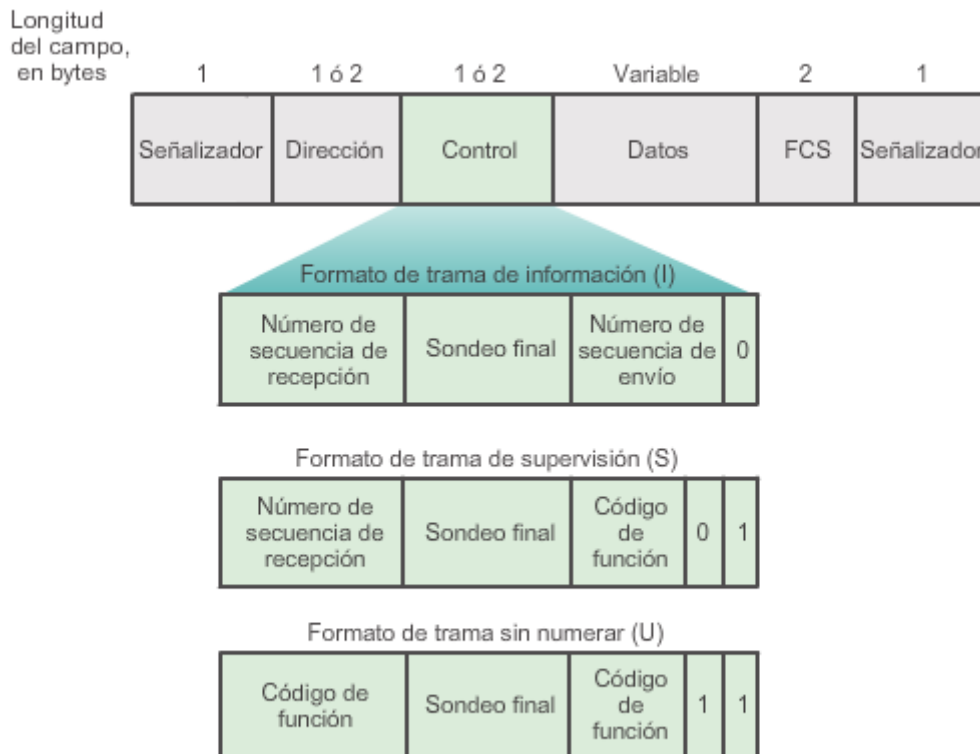 Longitud
del campo,
en bytes
1 1 ó 2 1 ó 2 Variable 2 1
Señalizador Dirección Control Datos FCS Señalizador
Formato de trama de información (I)
Número de
secuencia de
recepción
Sondeo final
Número de
secuencia de
envío
0
Formato de trama de supervisión (S)
Número de
secuencia de
recepción
Sondeo final
Código
de
función
0
1
Formato de trama sin numerar (U)
Código de
función
Sondeo final
Código
de
función
1
1